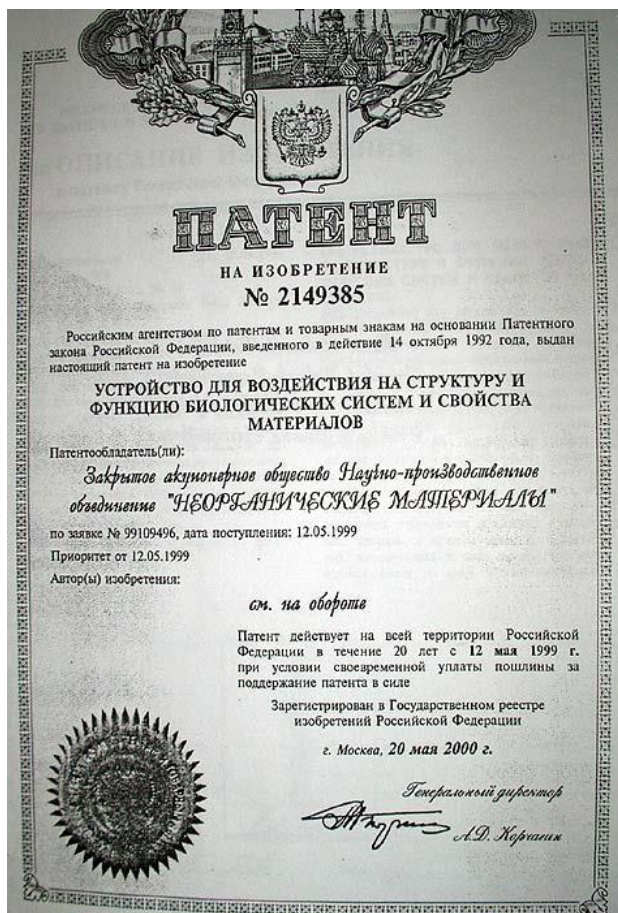 ПАТЕНТ
НА ИЗОБРЕТЕНИЕ
№ 2149385
Российским агентством по патентам и товарным знакам на основании Патентного
закона Российской Федерации, введенного в действие 14 октября 1992 года, выдан
настоящий патент на изобретение
УСТРОЙСТВО ДЛЯ ВОЗДЕЙСТВИЯ НА СТРУКТУРУ И
ФУНКЦИЮ БИОЛОГИЧЕСКИХ СИСТЕМ И СВОЙСТВА
МАТЕРИАЛОВ
Патентообладатель(ли):
Закрытое акционерное общество Научно-производственное
объединение "НЕОРГАНИЧЕСКИЕ МАТЕРИАЛЫ"
по заявке № 99109496, дата поступления: 12.05.1999
Приоритет от 12.05.1999
Автор(ы) изобретения:
см. на обороте
Патент действует на всей территории Российской
Федерации в течение 20 лет с 12 мая 1999 г.
при условии своевременной уплаты пошлины за
поддержание патента в силе
Зарегистрирован в Государственном реестре
изобретений Российской Федерации
г. Москва, 20 мая 2000 г.
Генеральный директор
А.Д. Корчагин